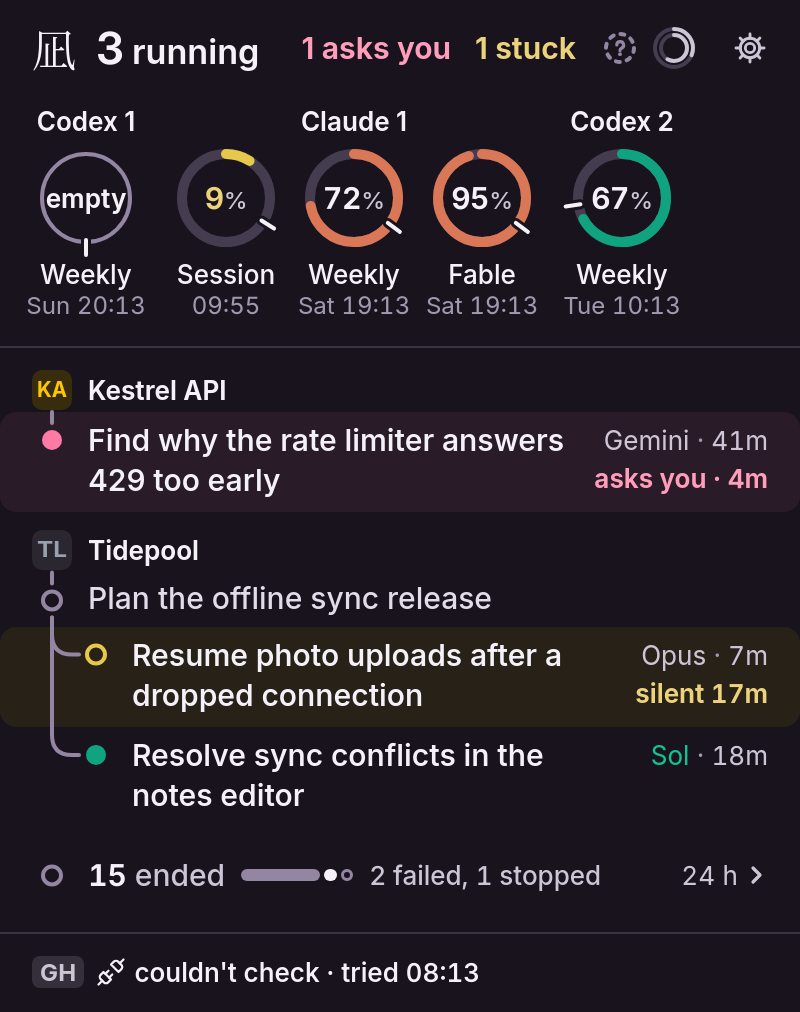 凪 3 running 1 asks you 1 stuck ?
Codex 1 Claude 1 Codex 2
empty 9% 72% 95% 67%
Weekly Session Weekly Fable Weekly
Sun 20:13 09:55 Sat 19:13 Sat 19:13 Tue 10:13
KA Kestrel API
Find why the rate limiter answers Gemini · 41m
429 too early asks you · 4m
TL Tidepool
Plan the offline sync release
Resume photo uploads after a Opus · 7m
dropped connection silent 17m
Resolve sync conflicts in the Sol · 18m
notes editor
15 ended 2 failed, 1 stopped 24 h
GH couldn't check · tried 08:13